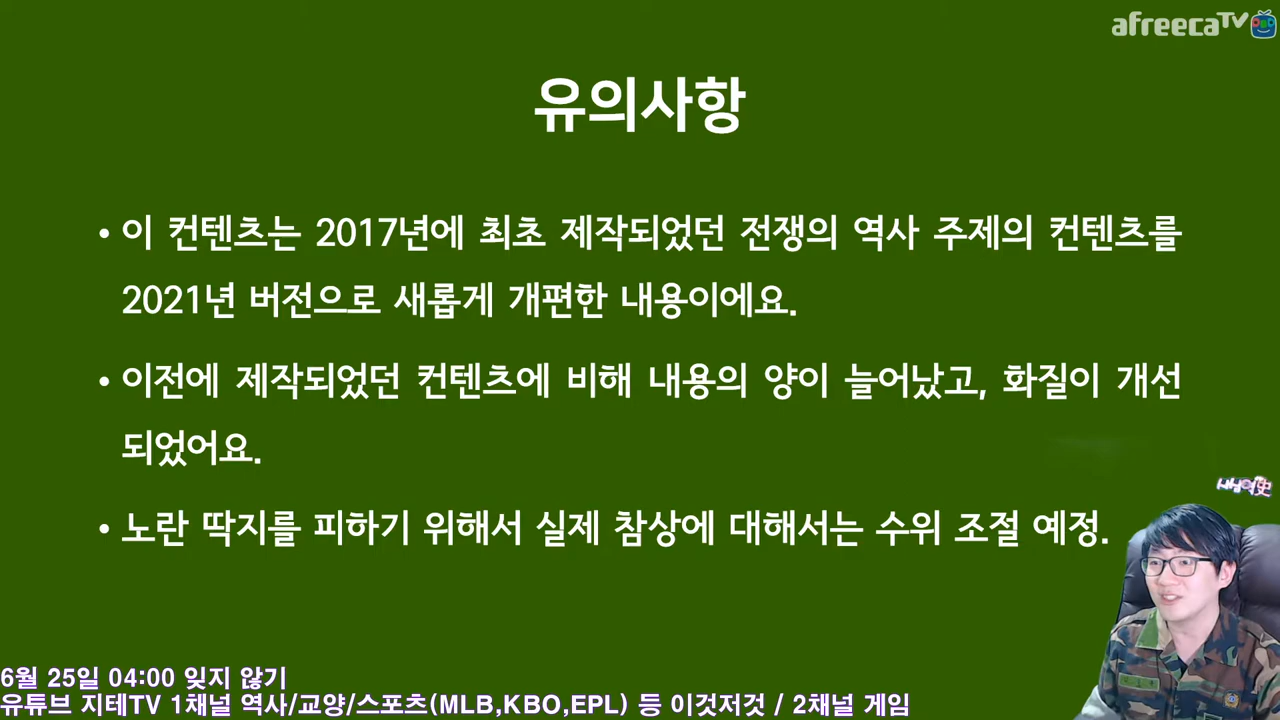 afreecaTV
유의사항
• 이 컨텐츠는 2017년에 최초 제작되었던 전쟁의 역사 주제의 컨텐츠를
2021년 버전으로 새롭게 개편한 내용이에요.
• 이전에 제작되었던 컨텐츠에 비해 내용의 양이 늘어났고, 화질이 개선
되었어요.
• 노란 딱지를 피하기 위해서 실제 참상에 대해서는 수위 조절 예정.
6월 25일 04:00 잊지 않기
유튜브 지테TV 1채널 역사/교양/스포츠(MLB,KBO,EPL) 등 이것저것 / 2채널 게임